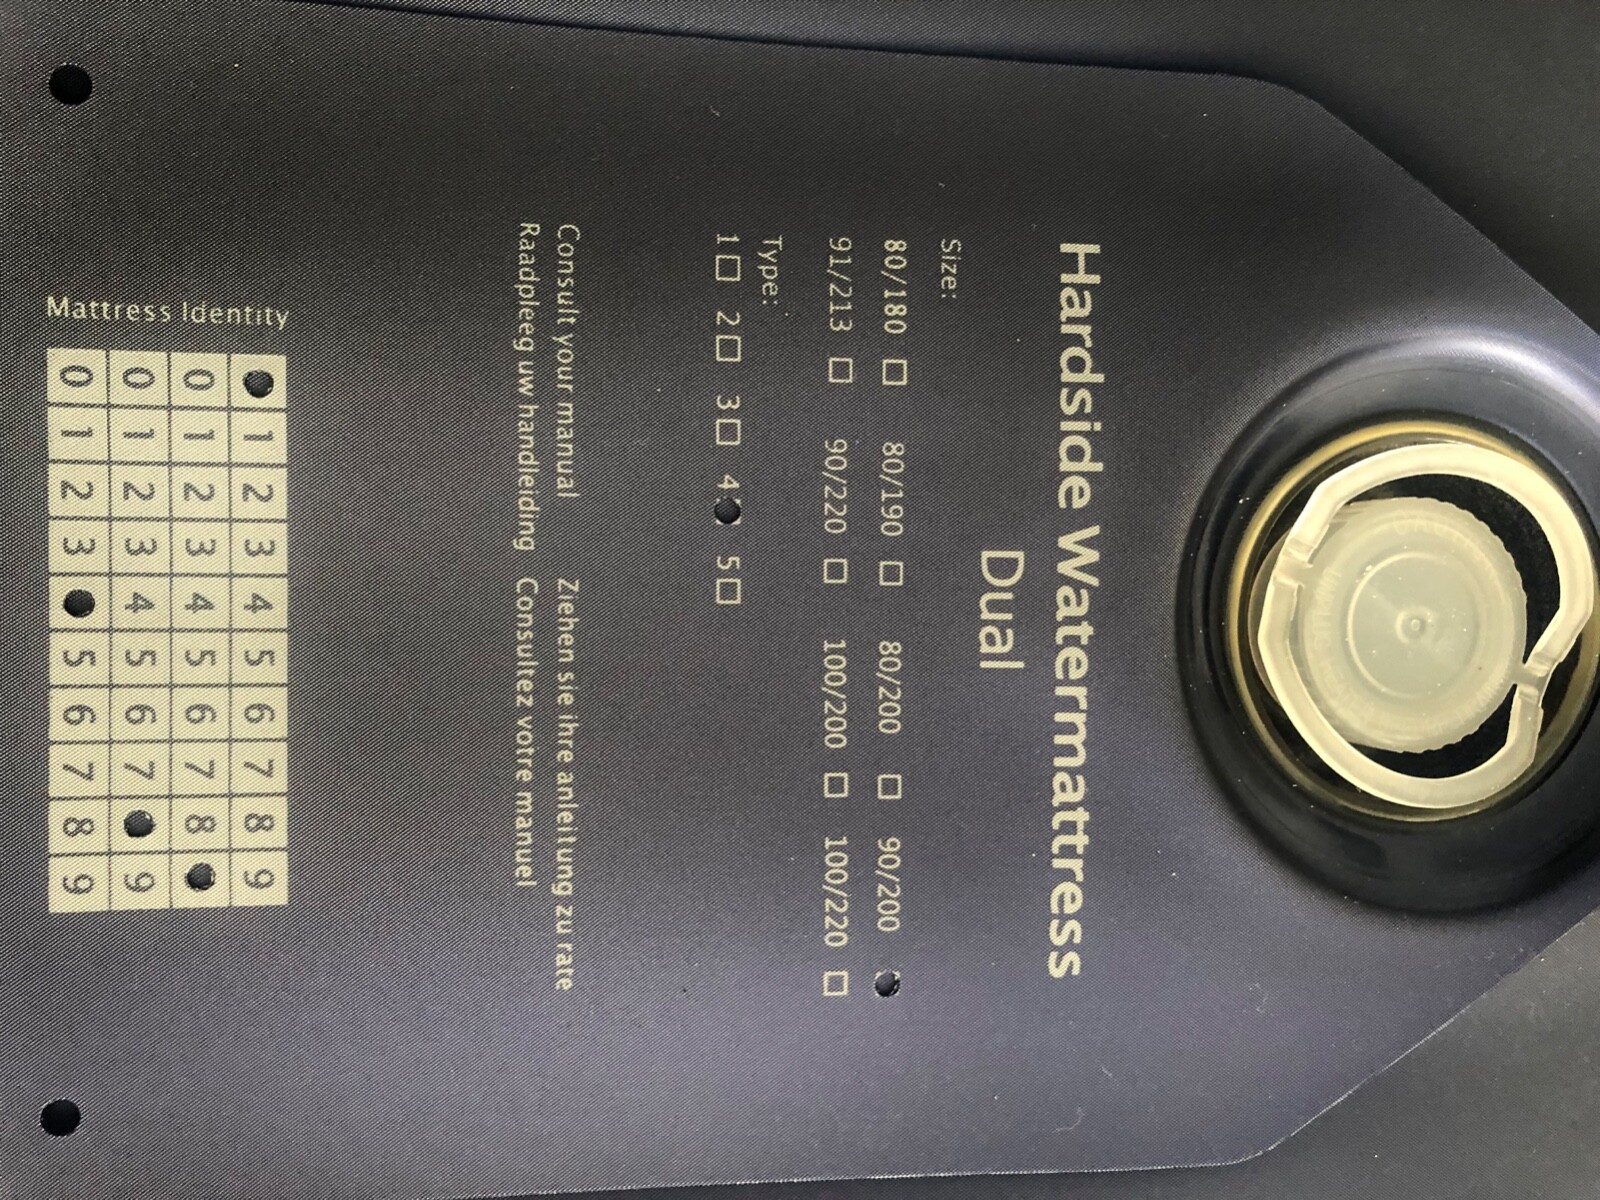 Hardside Watermattress
Dual
Size:
80/180 80/190 80/200 90/200
91/213 90/220 100/200 100/220
Type:
1 2 3 4 5
Consult your manual Ziehen sie ihre anleitung zu rate
Raadpleeg uw handleiding Consultez votre manuel
Mattress Identity
1 2 3 4 5 6 7 8 9
0 1 2 3 4 5 6 7 8
0 1 2 3 4 5 6 7 9
0 1 2 3 5 6 7 8 9